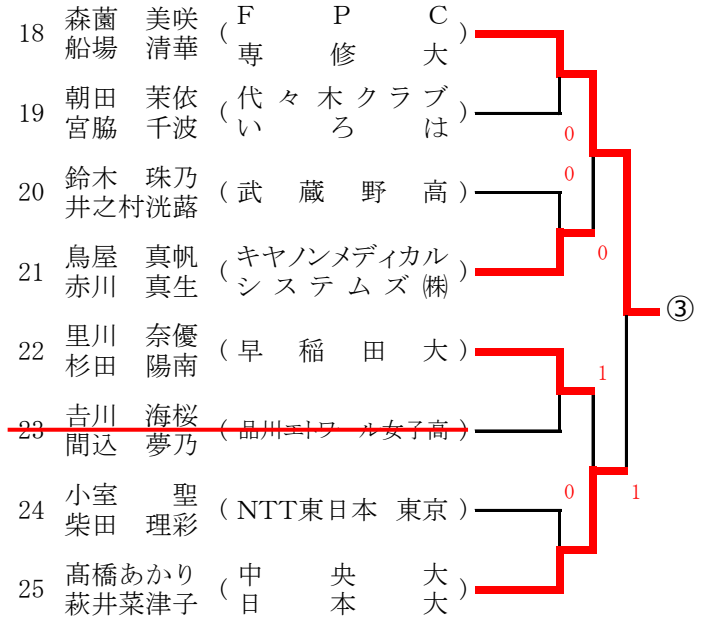 18 森薗 美咲 ( F P C )
船場 清華 専 修 大
19 朝田 茉依 ( 代々木クラブ )
宮脇 千波 い ろ は
0
0
20 鈴木 珠乃 ( 武 蔵 野 高 )
井之村洸蕗
21 鳥屋 真帆 ( キヤノンメディカル )
赤川 真生 システムズ㈱
0
③
22 里川 奈優 ( 早 稲 田 大 )
杉田 陽南
1
23 𠮷川 海桜 ( 品川エトワール女子高 )
間込 夢乃
24 小室 聖 ( NTT東日本 東京 )
柴田 理彩
0 1
25 髙橋あかり ( 中 央 大 )
萩井菜津子 日 本 大